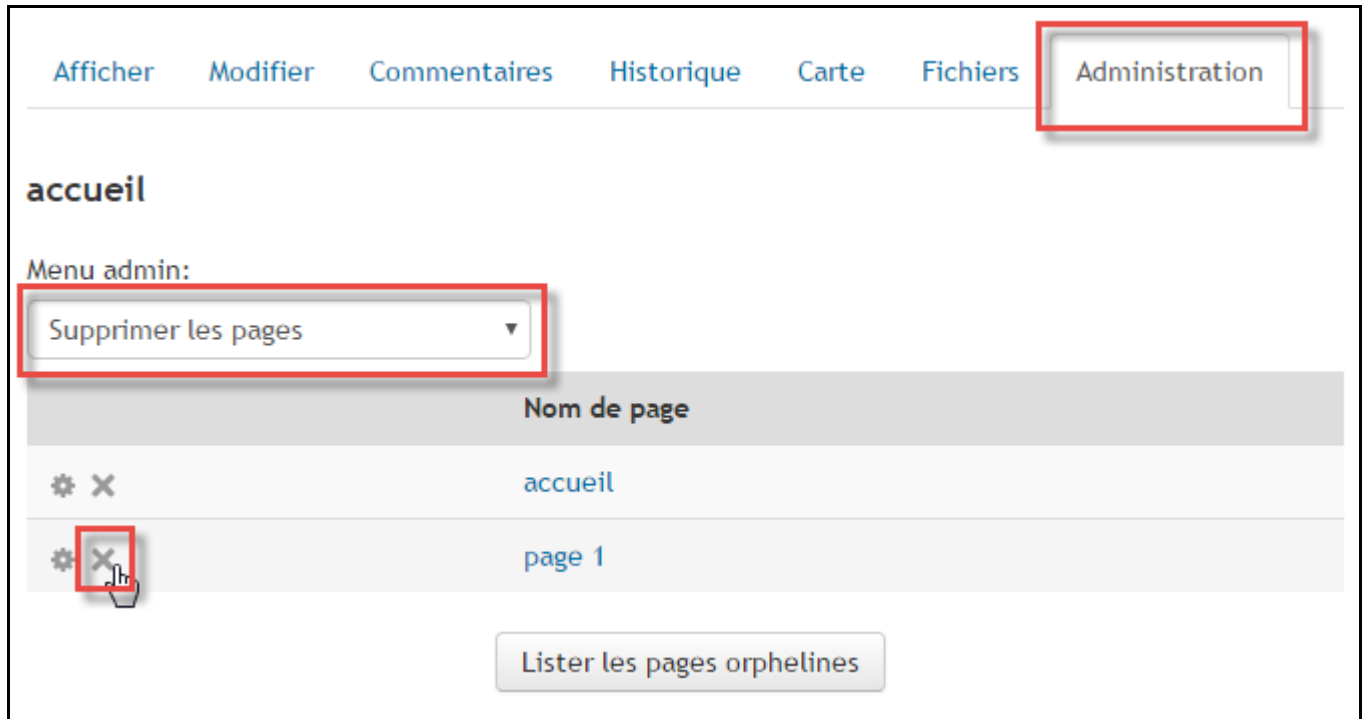 Afficher Modifier Commentaires Historique Carte Fichiers Administration
accueil
Menu admin:
Supprimer les pages
Nom de page
accueil
page 1
Lister les pages orphelines